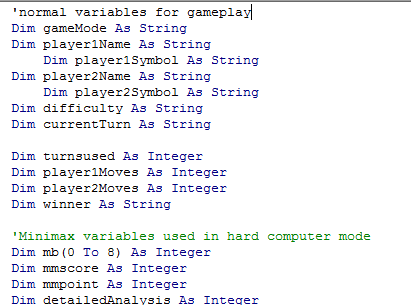 'normal variables for gameplay
Dim gameMode As String
Dim player1Name As String
Dim player1Symbol As String
Dim player2Name As String
Dim player2Symbol As String
Dim difficulty As String
Dim currentTurn As String
Dim turnsused As Integer
Dim player1Moves As Integer
Dim player2Moves As Integer
Dim winner As String
'Minimax variables used in hard computer mode
Dim mb(0 To 8) As Integer
Dim mmscore As Integer
Dim mmpoint As Integer
Dim detailedAnalysis As Integer